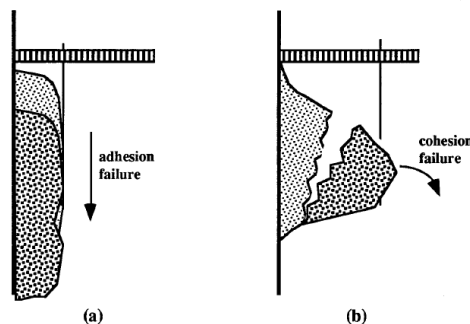 adhesion
failure
cohesion
failure
(a)
(b)